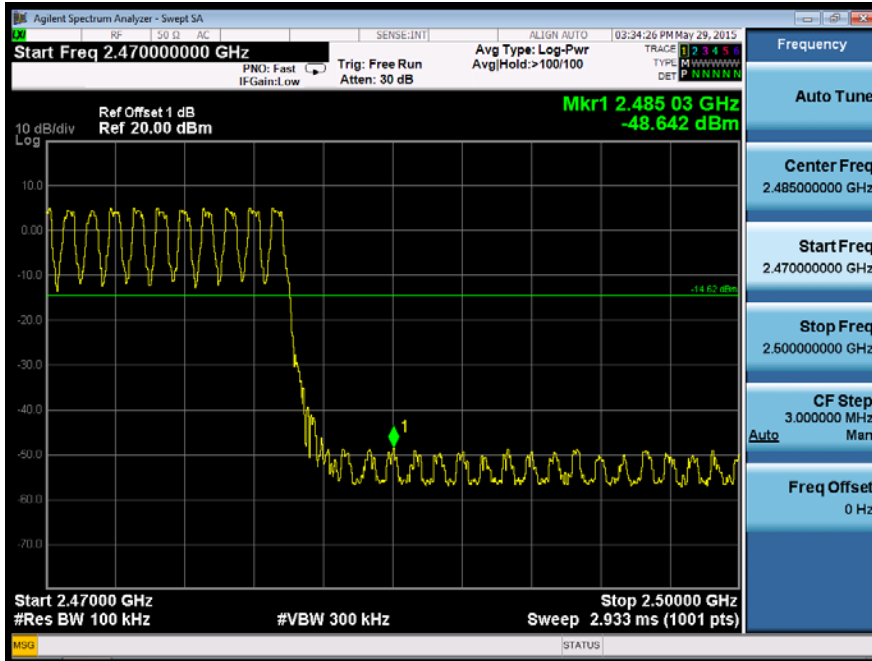 Agilent Spectrum Analyzer - Swept SA
LXI RF 50 Ω AC SENSE:INT ALIGN AUTO 03:34:26 PM May 29, 2015
Start Freq 2.470000000 GHz
PNO: Fast
IFGain:Low
Trig: Free Run
Atten: 30 dB
Avg Type: Log-Pwr
Avg|Hold:>100/100
TRACE 1 2 3 4 5 6
TYPE M WWWWW
DET P N N N N N
Ref Offset 1 dB
10 dB/div Ref 20.00 dBm
Log
Mkr1 2.485 03 GHz
-48.642 dBm
10.0
0.00
-10.0
-14.62 dBm
-20.0
-30.0
-40.0
1
-50.0
-60.0
-70.0
Start 2.47000 GHz
Stop 2.50000 GHz
#Res BW 100 kHz
#VBW 300 kHz
Sweep 2.933 ms (1001 pts)
MSG
STATUS
Frequency
Auto Tune
Center Freq
2.485000000 GHz
Start Freq
2.470000000 GHz
Stop Freq
2.500000000 GHz
CF Step
3.000000 MHz
Auto Man
Freq Offset
0 Hz